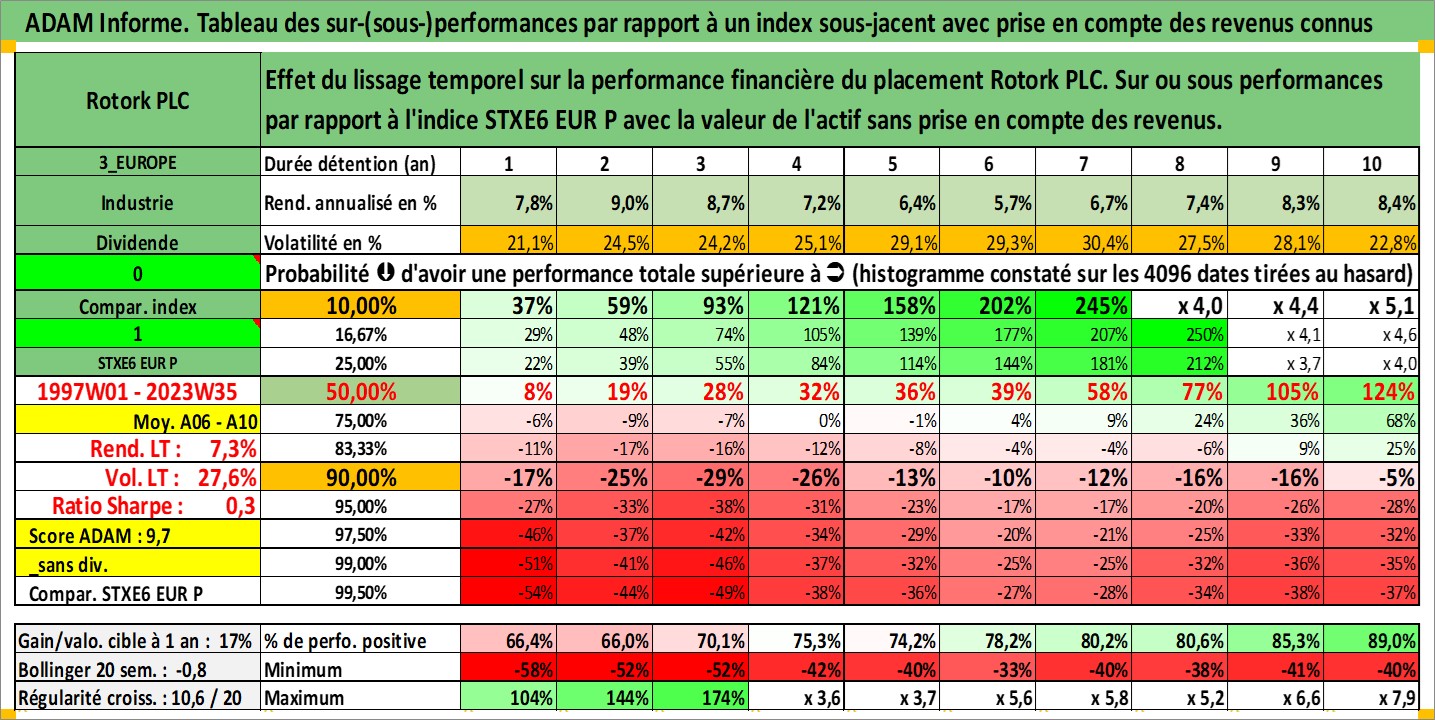 ADAM Informe. Tableau des sur-(sous-)performances par rapport à un index sous-jacent avec prise en compte des revenus connus
Rotork PLC
Effet du lissage temporel sur la performance financière du placement Rotork PLC. Sur ou sous performances
par rapport à l'indice STXE6 EUR P avec la valeur de l'actif sans prise en compte des revenus.
3_EUROPE Durée détention (an) 1 2 3 4 5 6 7 8 9 10
Industrie Rend. annualisé en % 7,8% 9,0% 8,7% 7,2% 6,4% 5,7% 6,7% 7,4% 8,3% 8,4%
Dividende Volatilité en % 21,1% 24,5% 24,2% 25,1% 29,1% 29,3% 30,4% 27,5% 28,1% 22,8%
0 Probabilité d'avoir une performance totale supérieure à (histogramme constaté sur les 4096 dates tirées au hasard)
Compar. index 10,00% 37% 59% 93% 121% 158% 202% 245% x 4,0 x 4,4 x 5,1
1 16,67% 29% 48% 74% 105% 139% 177% 207% 250% x 4,1 x 4,6
STXE6 EUR P 25,00% 22% 39% 55% 84% 114% 144% 181% 212% x 3,7 x 4,0
1997W01 - 2023W35 50,00% 8% 19% 28% 32% 36% 39% 58% 77% 105% 124%
Moy. A06 - A10 75,00% -6% -9% -7% 0% -1% 4% 9% 24% 36% 68%
Rend. LT : 7,3% 83,33% -11% -17% -16% -12% -8% -4% -4% -6% 9% 25%
Vol. LT : 27,6% 90,00% -17% -25% -29% -26% -13% -10% -12% -16% -16% -5%
Ratio Sharpe : 0,3 95,00% -27% -33% -38% -31% -23% -17% -17% -20% -26% -28%
Score ADAM : 9,7 97,50% -46% -37% -42% -34% -29% -20% -21% -25% -33% -32%
_sans div. 99,00% -51% -41% -46% -37% -32% -25% -25% -32% -36% -35%
Compar. STXE6 EUR P 99,50% -54% -44% -49% -38% -36% -27% -28% -34% -38% -37%
Gain/valo. cible à 1 an : 17% % de perfo. positive 66,4% 66,0% 70,1% 75,3% 74,2% 78,2% 80,2% 80,6% 85,3% 89,0%
Bollinger 20 sem. : -0,8 Minimum -58% -52% -52% -42% -40% -33% -40% -38% -41% -40%
Régularité croiss. : 10,6 / 20 Maximum 104% 144% 174% x 3,6 x 3,7 x 5,6 x 5,8 x 5,2 x 6,6 x 7,9